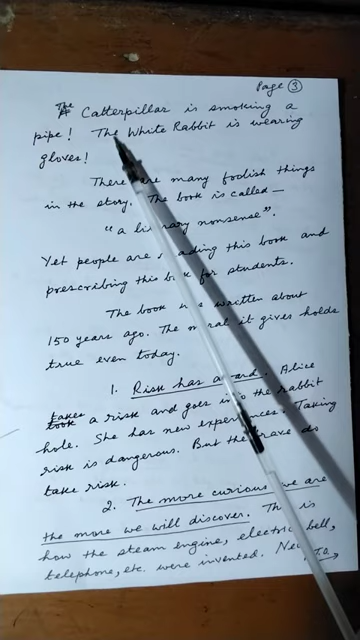 Page 3
The Catterpillar is smoking a
pipe! The White Rabbit is wearing
gloves!
There are many foolish things
in the story. The book is called —
"a literary nonsense".
Yet people are reading this book and
prescribing this book for students.
The book was written about
150 years ago. The moral it gives holds
true even today.
1. Risk has a reward. Alice
takes a risk and goes into the rabbit
hole. She has new experiences. Taking
risk is dangerous. But the brave do
take risk.
2. The more curious we are
the more we will discover. This is
how the steam engine, electric bell,
telephone, etc. were invented.
P.T.O.